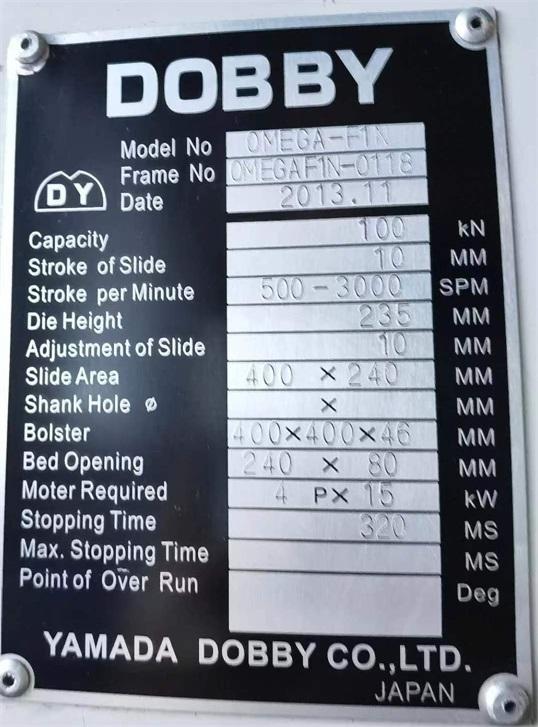 DOBBY
Model No OMEGA-F1N
Frame No OMEGAF1N-0118
Date 2013.11
DY
Capacity 100 kN
Stroke of Slide 10 MM
Stroke per Minute 500-3000 SPM
Die Height 235 MM
Adjustment of Slide 10 MM
Slide Area 400 × 240 MM
Shank Hole ø × MM
Bolster 400×400×46 MM
Bed Opening 240 × 80 MM
Moter Required 4 P× 15 kW
Stopping Time 320 MS
Max. Stopping Time MS
Point of Over Run Deg
YAMADA DOBBY CO.,LTD.
JAPAN